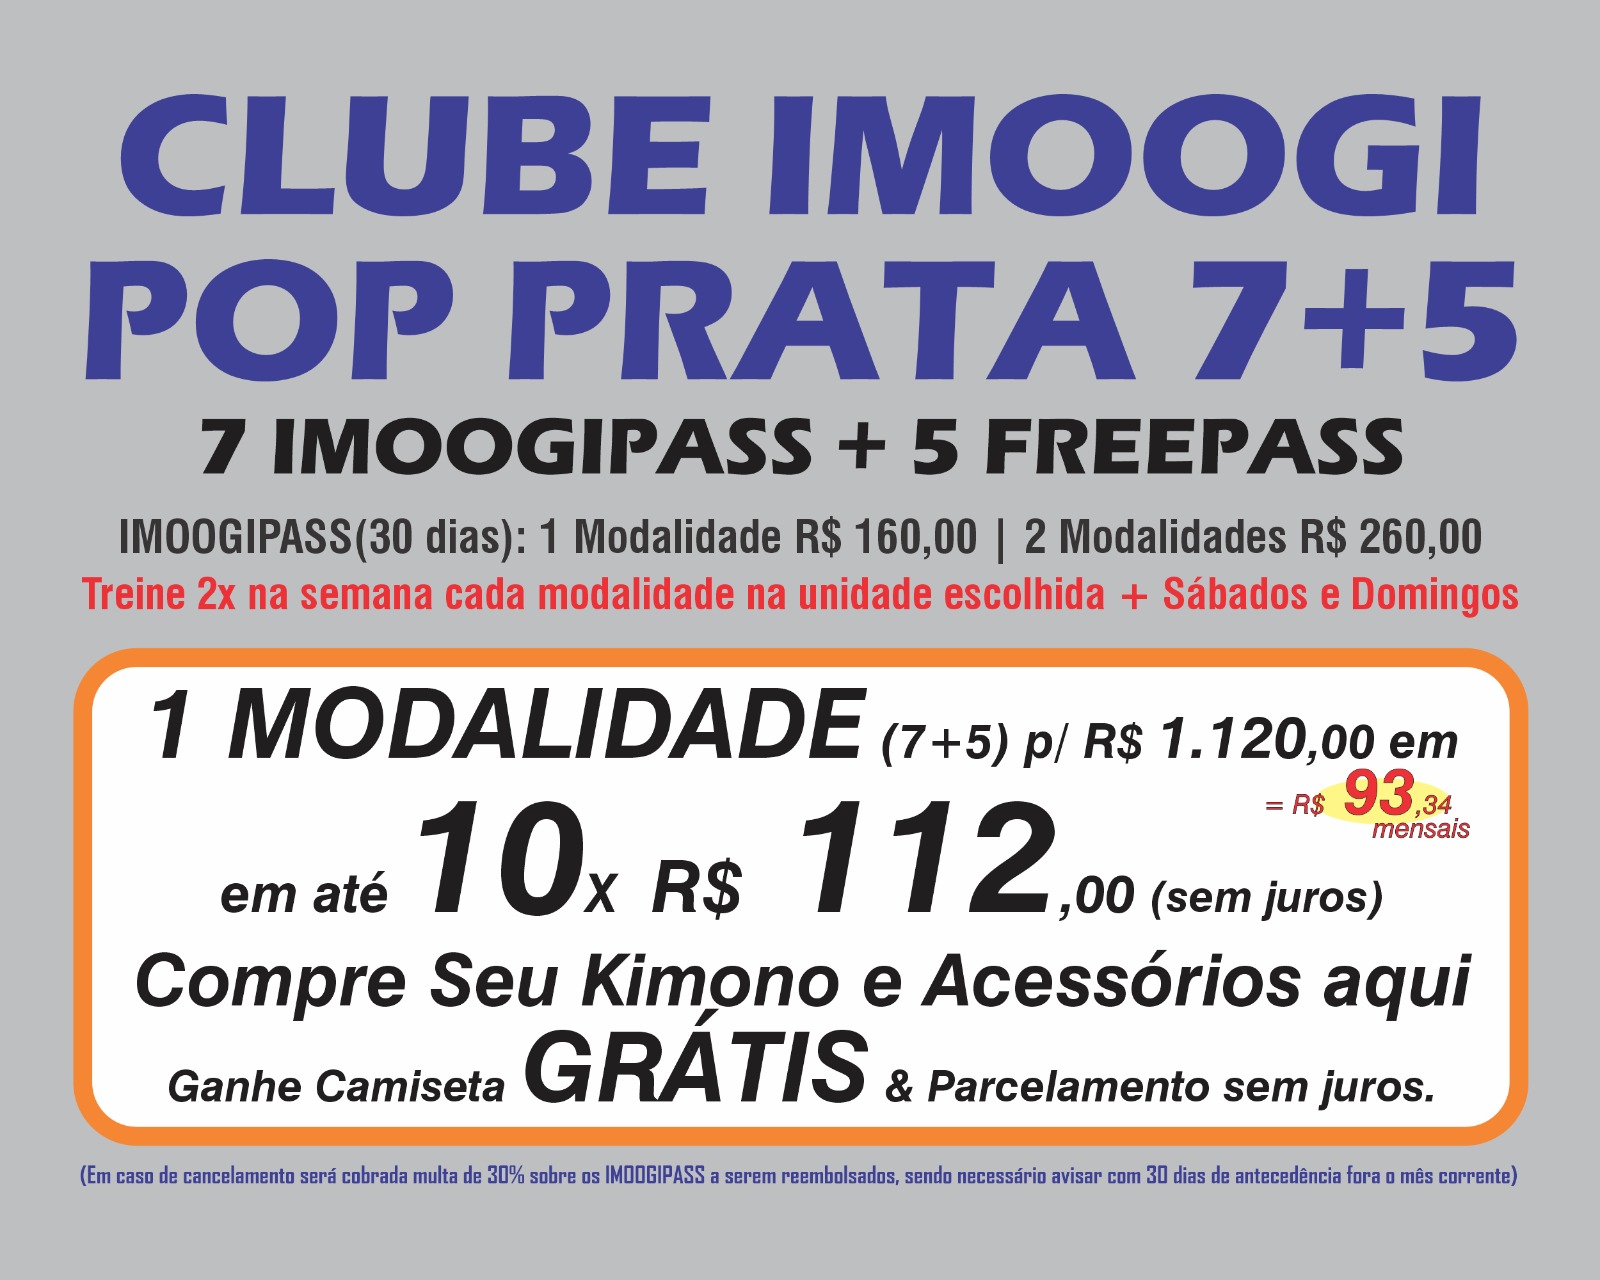 CLUBE IMOOGI
POP PRATA 7+5
7 IMOOGIPASS + 5 FREEPASS
IMOOGIPASS(30 dias): 1 Modalidade R$ 160,00 | 2 Modalidades R$ 260,00
Treine 2x na semana cada modalidade na unidade escolhida + Sábados e Domingos
1 MODALIDADE (7+5) p/ R$ 1.120,00 em
= R$ 93,34
mensais
em até 10x R$ 112,00 (sem juros)
Compre Seu Kimono e Acessórios aqui
Ganhe Camiseta GRÁTIS & Parcelamento sem juros.
(Em caso de cancelamento será cobrada multa de 30% sobre os IMOOGIPASS a serem reembolsados, sendo necessário avisar com 30 dias de antecedência fora o mês corrente)